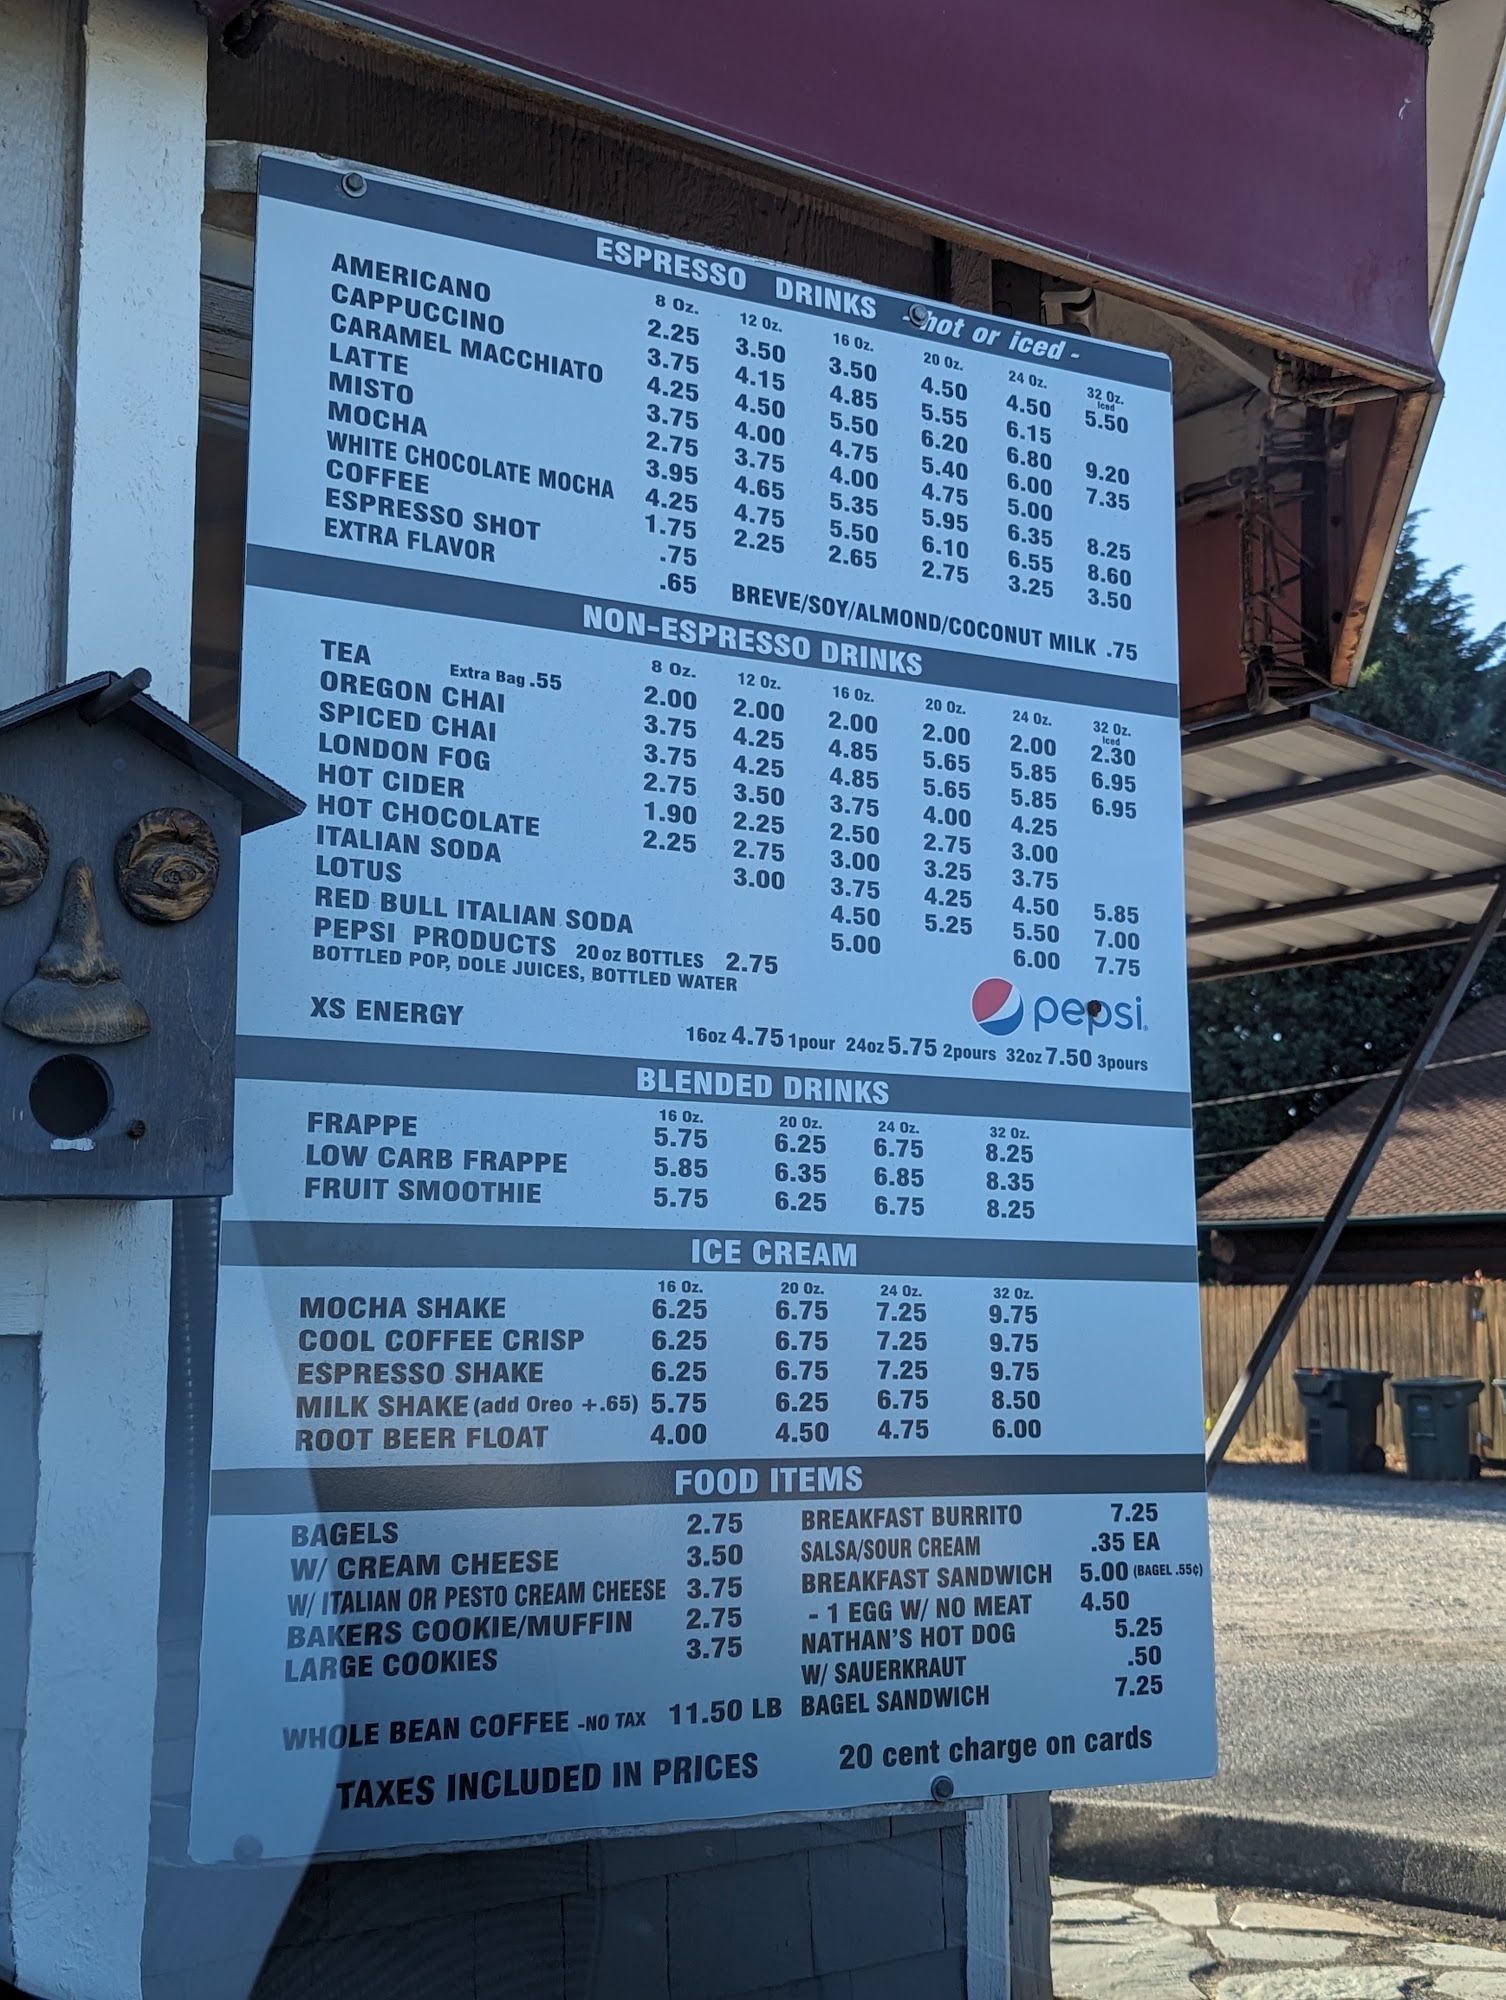 ESPRESSO DRINKS - hot or iced -
8 Oz. 12 Oz. 16 Oz. 20 Oz. 24 Oz. 32 Oz. Iced
AMERICANO 2.25 3.50 3.50 4.50 4.50 5.50
CAPPUCCINO 3.75 4.15 4.85 5.55 6.15
CARAMEL MACCHIATO 4.25 4.50 5.50 6.20 6.80 9.20
LATTE 3.75 4.00 4.75 5.40 6.00 7.35
MISTO 2.75 3.75 4.00 4.75 5.00
MOCHA 3.95 4.65 5.35 5.95 6.35 8.25
WHITE CHOCOLATE MOCHA 4.25 4.75 5.50 6.10 6.55 8.60
COFFEE 1.75 2.25 2.65 2.75 3.25 3.50
ESPRESSO SHOT .75
EXTRA FLAVOR .65 BREVE/SOY/ALMOND/COCONUT MILK .75
NON-ESPRESSO DRINKS
8 Oz. 12 Oz. 16 Oz. 20 Oz. 24 Oz. 32 Oz. Iced
TEA Extra Bag .55 2.00 2.00 2.00 2.00 2.00 2.30
OREGON CHAI 3.75 4.25 4.85 5.65 5.85 6.95
SPICED CHAI 3.75 4.25 4.85 5.65 5.85 6.95
LONDON FOG 2.75 3.50 3.75 4.00 4.25
HOT CIDER 1.90 2.25 2.50 2.75 3.00
HOT CHOCOLATE 2.25 2.75 3.00 3.25 3.75
ITALIAN SODA 3.00 3.75 4.25 4.50 5.85
LOTUS 4.50 5.25 5.50 7.00
RED BULL ITALIAN SODA 5.00 6.00 7.75
PEPSI PRODUCTS 20 oz BOTTLES 2.75
BOTTLED POP, DOLE JUICES, BOTTLED WATER
pepsi
XS ENERGY 16oz 4.75 1pour 24oz 5.75 2pours 32oz 7.50 3pours
BLENDED DRINKS
16 Oz. 20 Oz. 24 Oz. 32 Oz.
FRAPPE 5.75 6.25 6.75 8.25
LOW CARB FRAPPE 5.85 6.35 6.85 8.35
FRUIT SMOOTHIE 5.75 6.25 6.75 8.25
ICE CREAM
16 Oz. 20 Oz. 24 Oz. 32 Oz.
MOCHA SHAKE 6.25 6.75 7.25 9.75
COOL COFFEE CRISP 6.25 6.75 7.25 9.75
ESPRESSO SHAKE 6.25 6.75 7.25 9.75
MILK SHAKE (add Oreo +.65) 5.75 6.25 6.75 8.50
ROOT BEER FLOAT 4.00 4.50 4.75 6.00
FOOD ITEMS
BAGELS 2.75
W/ CREAM CHEESE 3.50
W/ ITALIAN OR PESTO CREAM CHEESE 3.75
BAKERS COOKIE/MUFFIN 2.75
LARGE COOKIES 3.75
WHOLE BEAN COFFEE -NO TAX 11.50 LB
BREAKFAST BURRITO 7.25
SALSA/SOUR CREAM .35 EA
BREAKFAST SANDWICH 5.00 (BAGEL .55¢)
- 1 EGG W/ NO MEAT 4.50
NATHAN'S HOT DOG 5.25
W/ SAUERKRAUT .50
BAGEL SANDWICH 7.25
TAXES INCLUDED IN PRICES
20 cent charge on cards